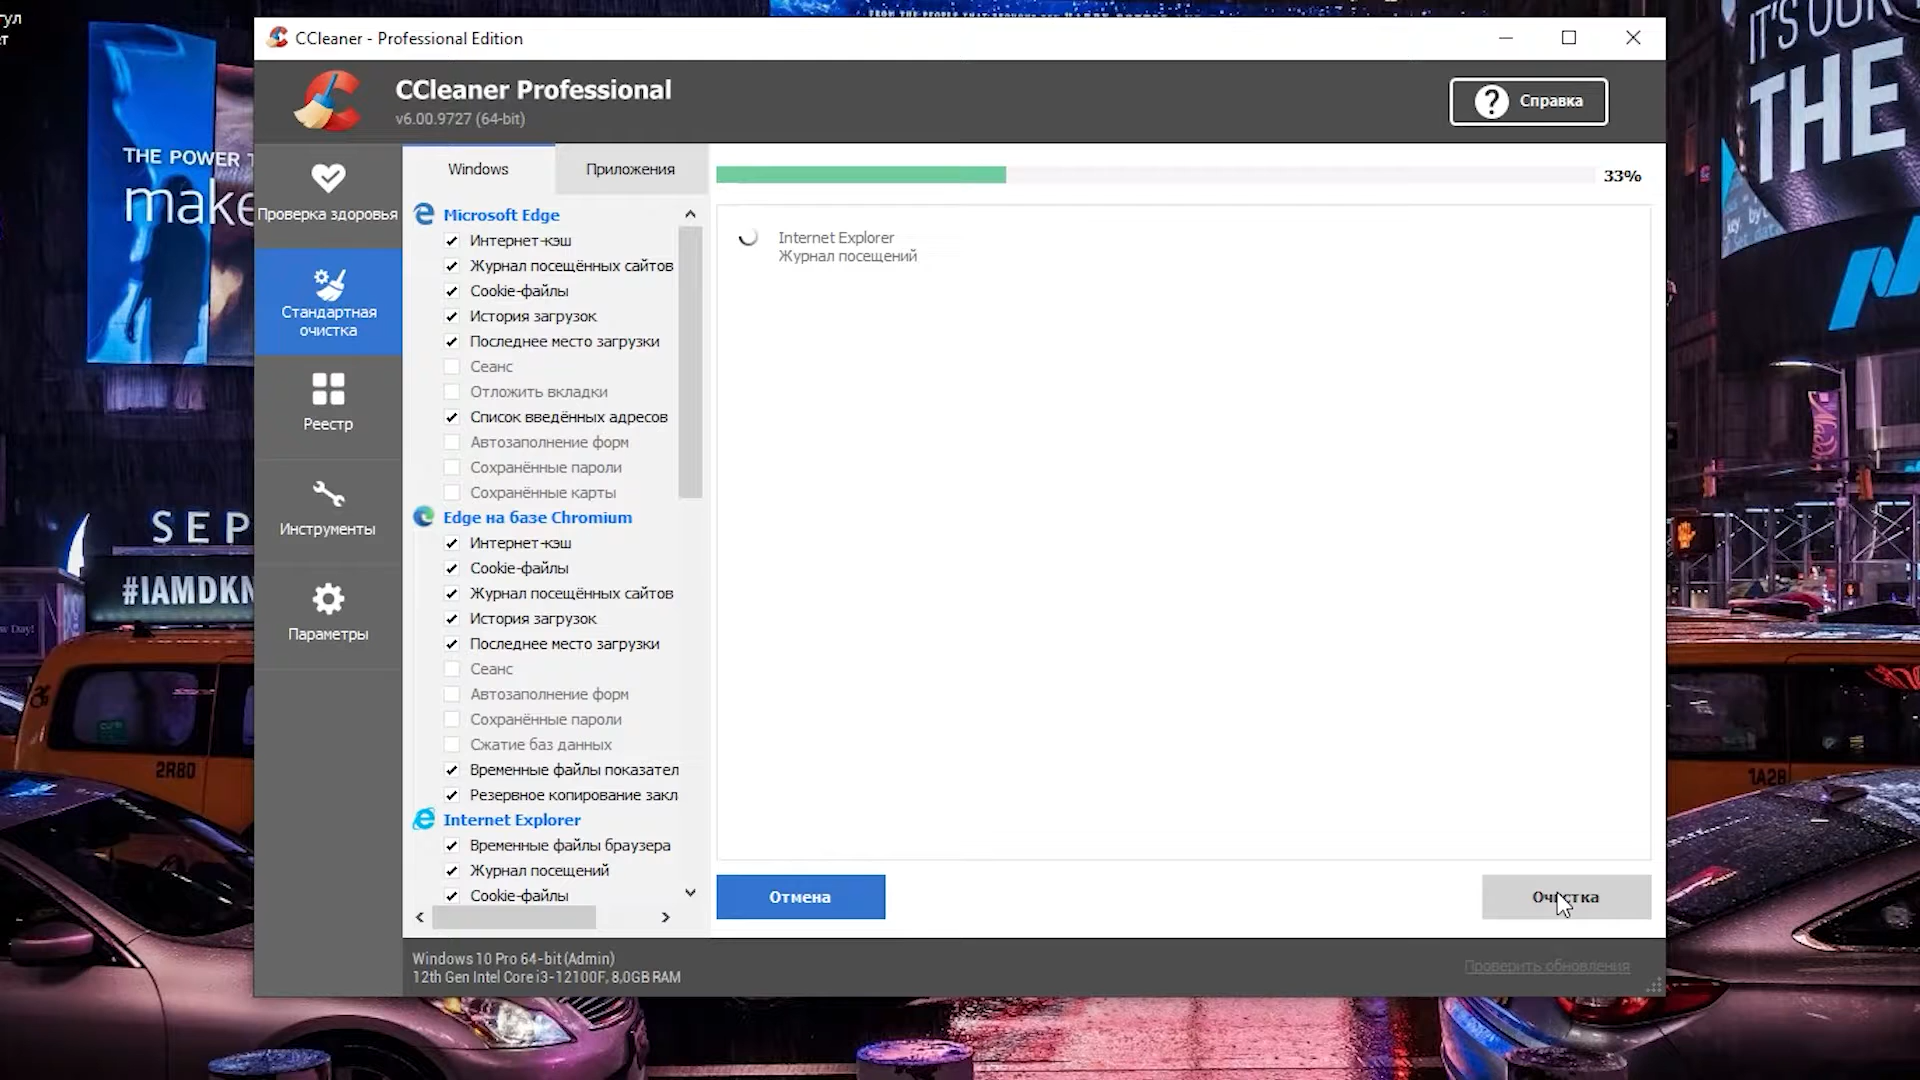 CCleaner - Professional Edition
CCleaner Professional
v6.00.9727 (64-bit)
Справка
Проверка здоровья
Стандартная
очистка
Реестр
Инструменты
Параметры
Windows
Приложения
Microsoft Edge
Интернет-кэш
Журнал посещённых сайтов
Cookie-файлы
История загрузок
Последнее место загрузки
Сеанс
Отложить вкладки
Список введённых адресов
Автозаполнение форм
Сохранённые пароли
Сохранённые карты
Edge на базе Chromium
Интернет-кэш
Cookie-файлы
Журнал посещённых сайтов
История загрузок
Последнее место загрузки
Сеанс
Автозаполнение форм
Сохранённые пароли
Сжатие баз данных
Временные файлы показател
Резервное копирование закл
Internet Explorer
Временные файлы браузера
Журнал посещений
Cookie-файлы
33%
Internet Explorer
Журнал посещений
Отмена
Очистка
Windows 10 Pro 64-bit (Admin)
12th Gen Intel Core i3-12100F, 8,0GB RAM
Проверить обновления
THE POWER
make
SEP
#IAMDKN
2R80
IT'S OUR
THE
1A28